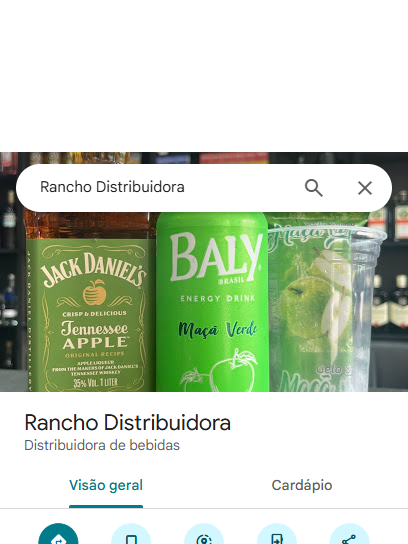 Rancho Distribuidora
JACK DANIEL'S
CRISP & DELICIOUS
Tennessee
APPLE
ORIGINAL RECIPE
APPLE LIQUEUR
FROM THE MAKERS OF JACK DANIEL'S
TENNESSEE WHISKEY
35% Vol. 1 LITER
BALY
BRASIL
ENERGY DRINK
Maçã Verde
Rancho Distribuidora
Distribuidora de bebidas
Visão geral
Cardápio